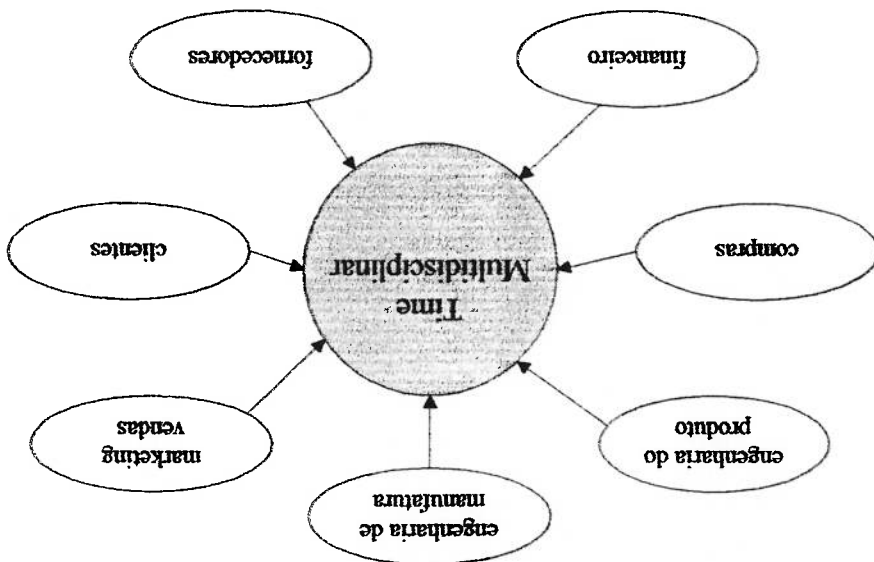 engenharia de
manufatura
engenharia do
produto
marketing
vendas
Time
Multidisciplinar
compras
clientes
financeiro
fornecedores